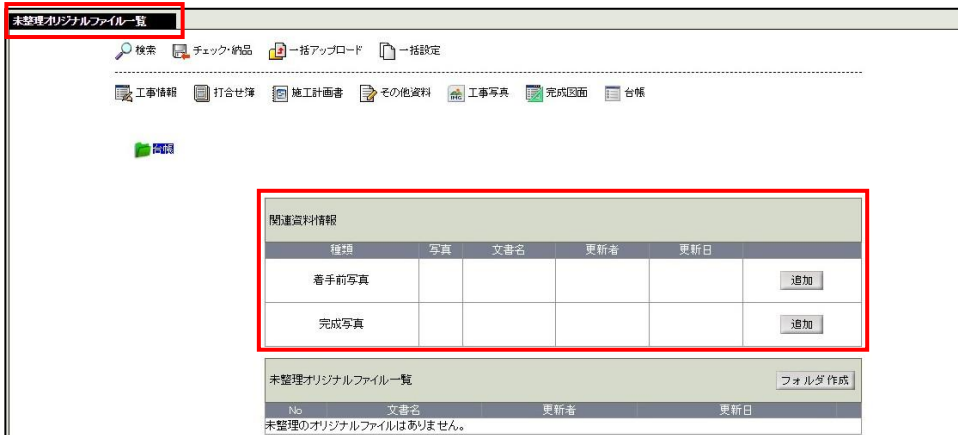 未整理オリジナルファイル一覧
検索 チェック・納品 一括アップロード 一括設定
工事情報 打合せ簿 施工計画書 その他資料 工事写真 完成図面 台帳
台帳
関連資料情報
種類 写真 文書名 更新者 更新日
着手前写真 追加
完成写真 追加
未整理オリジナルファイル一覧 フォルダ作成
No 文書名 更新者 更新日
未整理のオリジナルファイルはありません。